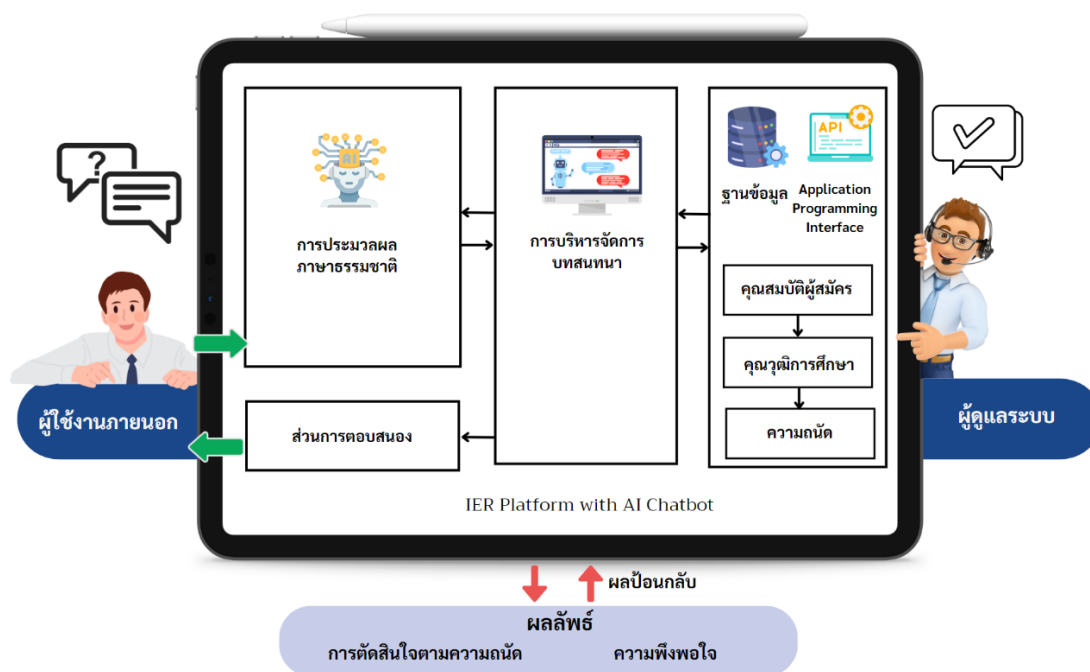 ?
AI
API
ฐานข้อมูล
Application
Programming
Interface
การประมวลผล
ภาษาธรรมชาติ
การบริหารจัดการ
บทสนทนา
คุณสมบัติผู้สมัคร
คุณวุฒิการศึกษา
ความถนัด
ผู้ใช้งานภายนอก
ส่วนการตอบสนอง
ผู้ดูแลระบบ
IER Platform with AI Chatbot
ผลป้อนกลับ
ผลลัพธ์
การตัดสินใจตามความถนัด
ความพึงพอใจ